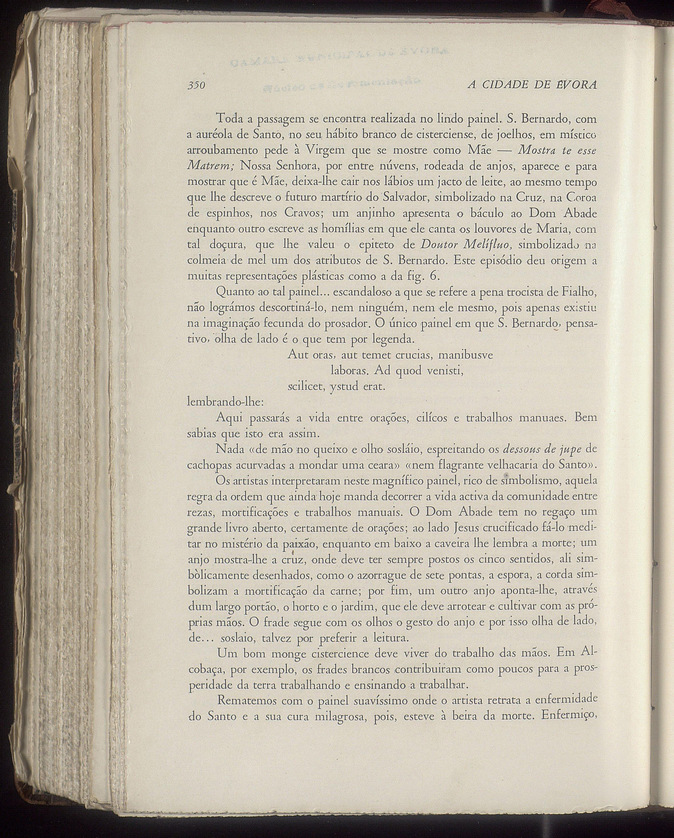 350
A CIDADE DE ÉVORA
Toda a passagem se encontra realizada no lindo painel. S. Bernardo, com
a auréola de Santo, no seu hábito branco de cisterciense, de joelhos, em místico
arroubamento pede à Virgem que se mostre como Mãe — Mostra te esse
Matrem; Nossa Senhora, por entre núvens, rodeada de anjos, aparece e para
mostrar que é Mãe, deixa-lhe cair nos lábios um jacto de leite, ao mesmo tempo
que lhe descreve o futuro martírio do Salvador, simbolizado na Cruz, na Coroa
de espinhos, nos Cravos; um anjinho apresenta o báculo ao Dom Abade
enquanto outro escreve as homílias em que ele canta os louvores de Maria, com
tal doçura, que lhe valeu o epiteto de Doutor Melífluo, simbolizado na
colmeia de mel um dos atributos de S. Bernardo. Este episódio deu origem a
muitas representações plásticas como a da fig. 6.
Quanto ao tal painel... escandaloso a que se refere a pena trocista de Fialho,
não lográmos descortiná-lo, nem ninguém, nem ele mesmo, pois apenas existiu
na imaginação fecunda do prosador. O único painel em que S. Bernardo, pensa-
tivo, olha de lado é o que tem por legenda.
Aut oras, aut temet crucias, manibusve
laboras. Ad quod venisti,
scilicet, ystud erat.
lembrando-lhe:
Aqui passarás a vida entre orações, cilícos e trabalhos manuaes. Bem
sabias que isto era assim.
Nada «de mão no queixo e olho sosláio, espreitando os dessous de jupe de
cachopas acurvadas a mondar uma ceara» «nem flagrante velhacaria do Santo».
Os artistas interpretaram neste magnífico painel, rico de simbolismo, aquela
regra da ordem que ainda hoje manda decorrer a vida activa da comunidade entre
rezas, mortificações e trabalhos manuais. O Dom Abade tem no regaço um
grande livro aberto, certamente de orações; ao lado Jesus crucificado fá-lo medi-
tar no mistério da paixão, enquanto em baixo a caveira lhe lembra a morte; um
anjo mostra-lhe a cruz, onde deve ter sempre postos os cinco sentidos, ali sim-
bòlicamente desenhados, como o azorrague de sete pontas, a espora, a corda sim-
bolizam a mortificação da carne; por fim, um outro anjo aponta-lhe, através
dum largo portão, o horto e o jardim, que ele deve arrotear e cultivar com as pró-
prias mãos. O frade segue com os olhos o gesto do anjo e por isso olha de lado,
de... soslaio, talvez por preferir a leitura.
Um bom monge cistercience deve viver do trabalho das mãos. Em Al-
cobaça, por exemplo, os frades brancos contribuiram como poucos para a pros-
peridade da terra trabalhando e ensinando a trabalhar.
Rematemos com o painel suavíssimo onde o artista retrata a enfermidade
do Santo e a sua cura milagrosa, pois, esteve à beira da morte. Enfermiço,